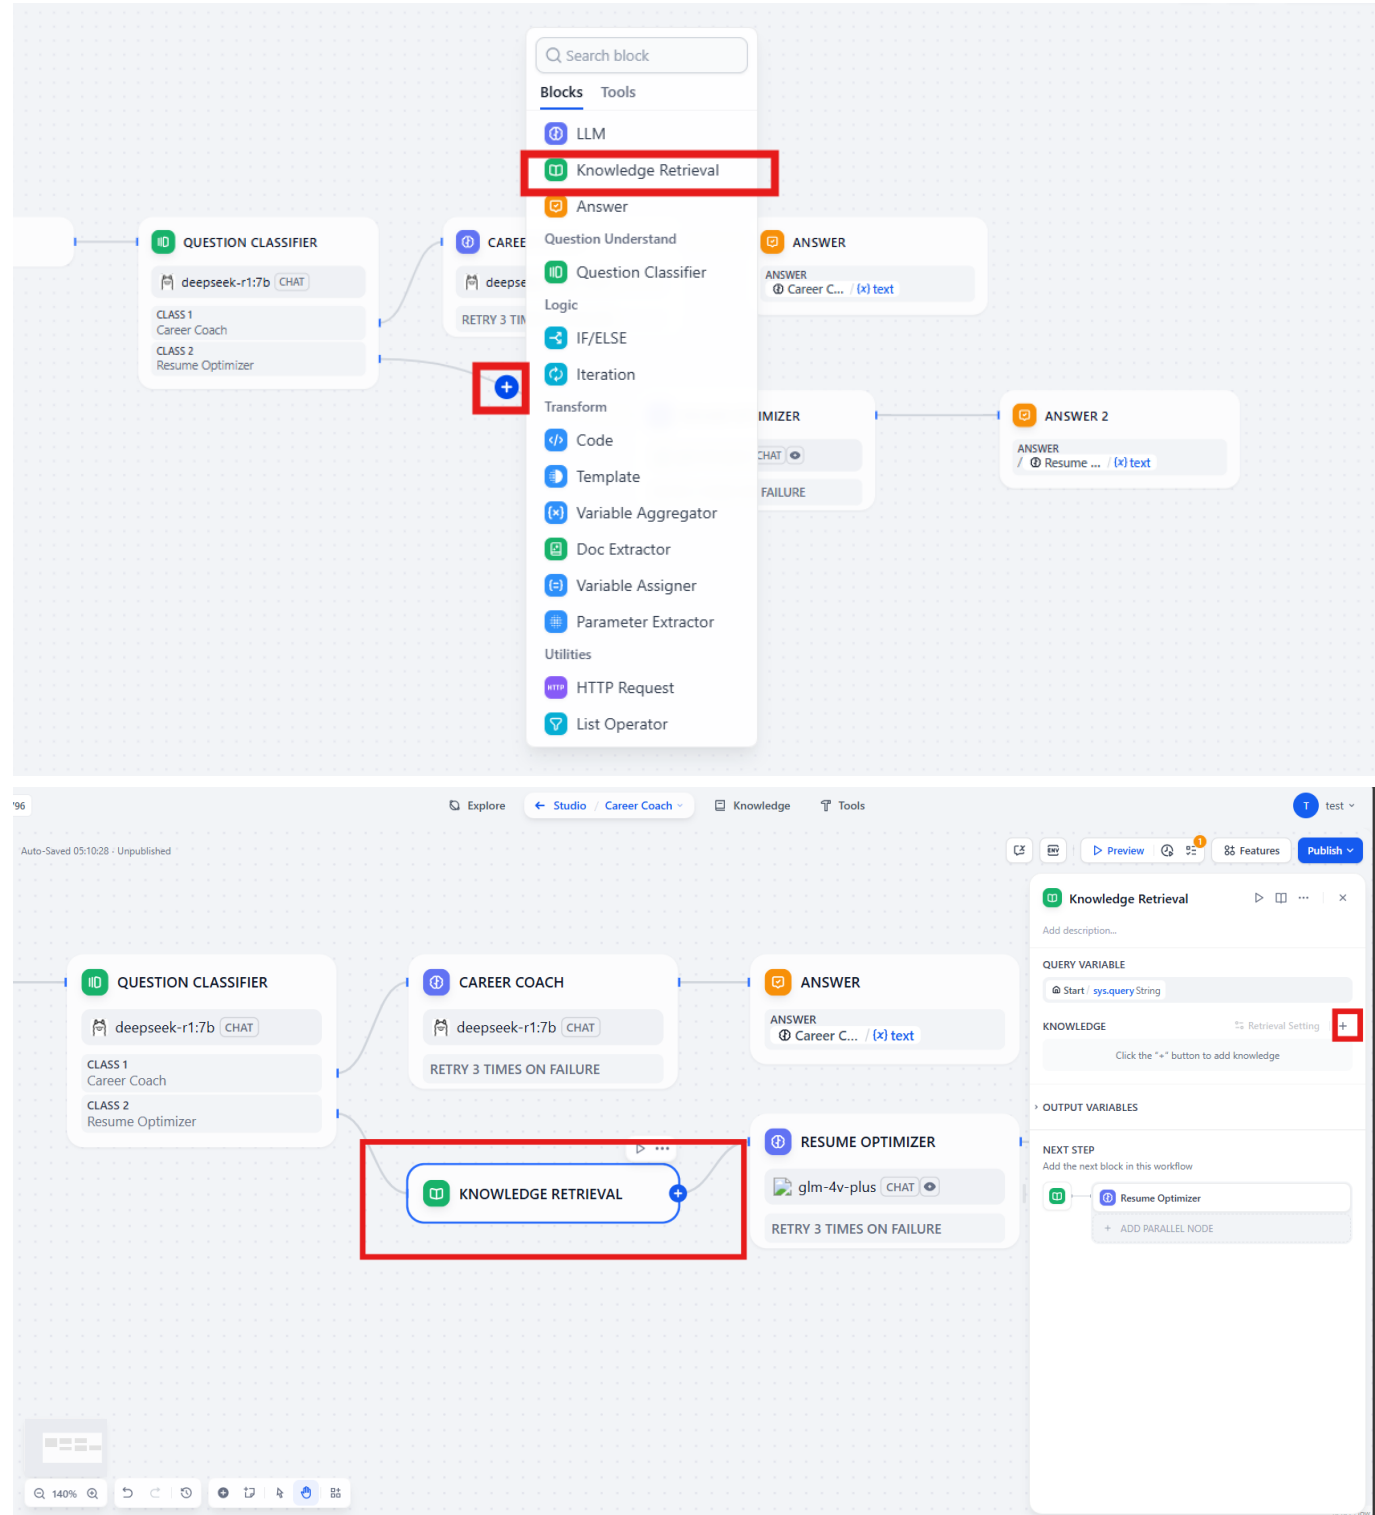 Search block
Blocks Tools
LLM
Knowledge Retrieval
Answer
Question Understand
Question Classifier
Logic
IF/ELSE
Iteration
Transform
Code
Template
Variable Aggregator
Doc Extractor
Variable Assigner
Parameter Extractor
Utilities
HTTP
HTTP Request
List Operator
QUESTION CLASSIFIER
deepseek-r1:7b CHAT
CLASS 1
Career Coach
CLASS 2
Resume Optimizer
CAREE
deepse
RETRY 3 TIM
ANSWER
ANSWER
Career C... / (x) text
IMIZER
CHAT
FAILURE
ANSWER 2
ANSWER
/ Resume ... / (x) text
'96
Explore
Studio / Career Coach
Knowledge
Tools
T test
Auto-Saved 05:10:28 · Unpublished
ENV
Preview
1
Features
Publish
QUESTION CLASSIFIER
deepseek-r1:7b CHAT
CLASS 1
Career Coach
CLASS 2
Resume Optimizer
CAREER COACH
deepseek-r1:7b CHAT
RETRY 3 TIMES ON FAILURE
ANSWER
ANSWER
Career C... / (x) text
KNOWLEDGE RETRIEVAL
RESUME OPTIMIZER
glm-4v-plus CHAT
RETRY 3 TIMES ON FAILURE
Knowledge Retrieval
Add description...
QUERY VARIABLE
Start / sys.query String
KNOWLEDGE
Retrieval Setting +
Click the "+" button to add knowledge
OUTPUT VARIABLES
NEXT STEP
Add the next block in this workflow
Resume Optimizer
+ ADD PARALLEL NODE
140%